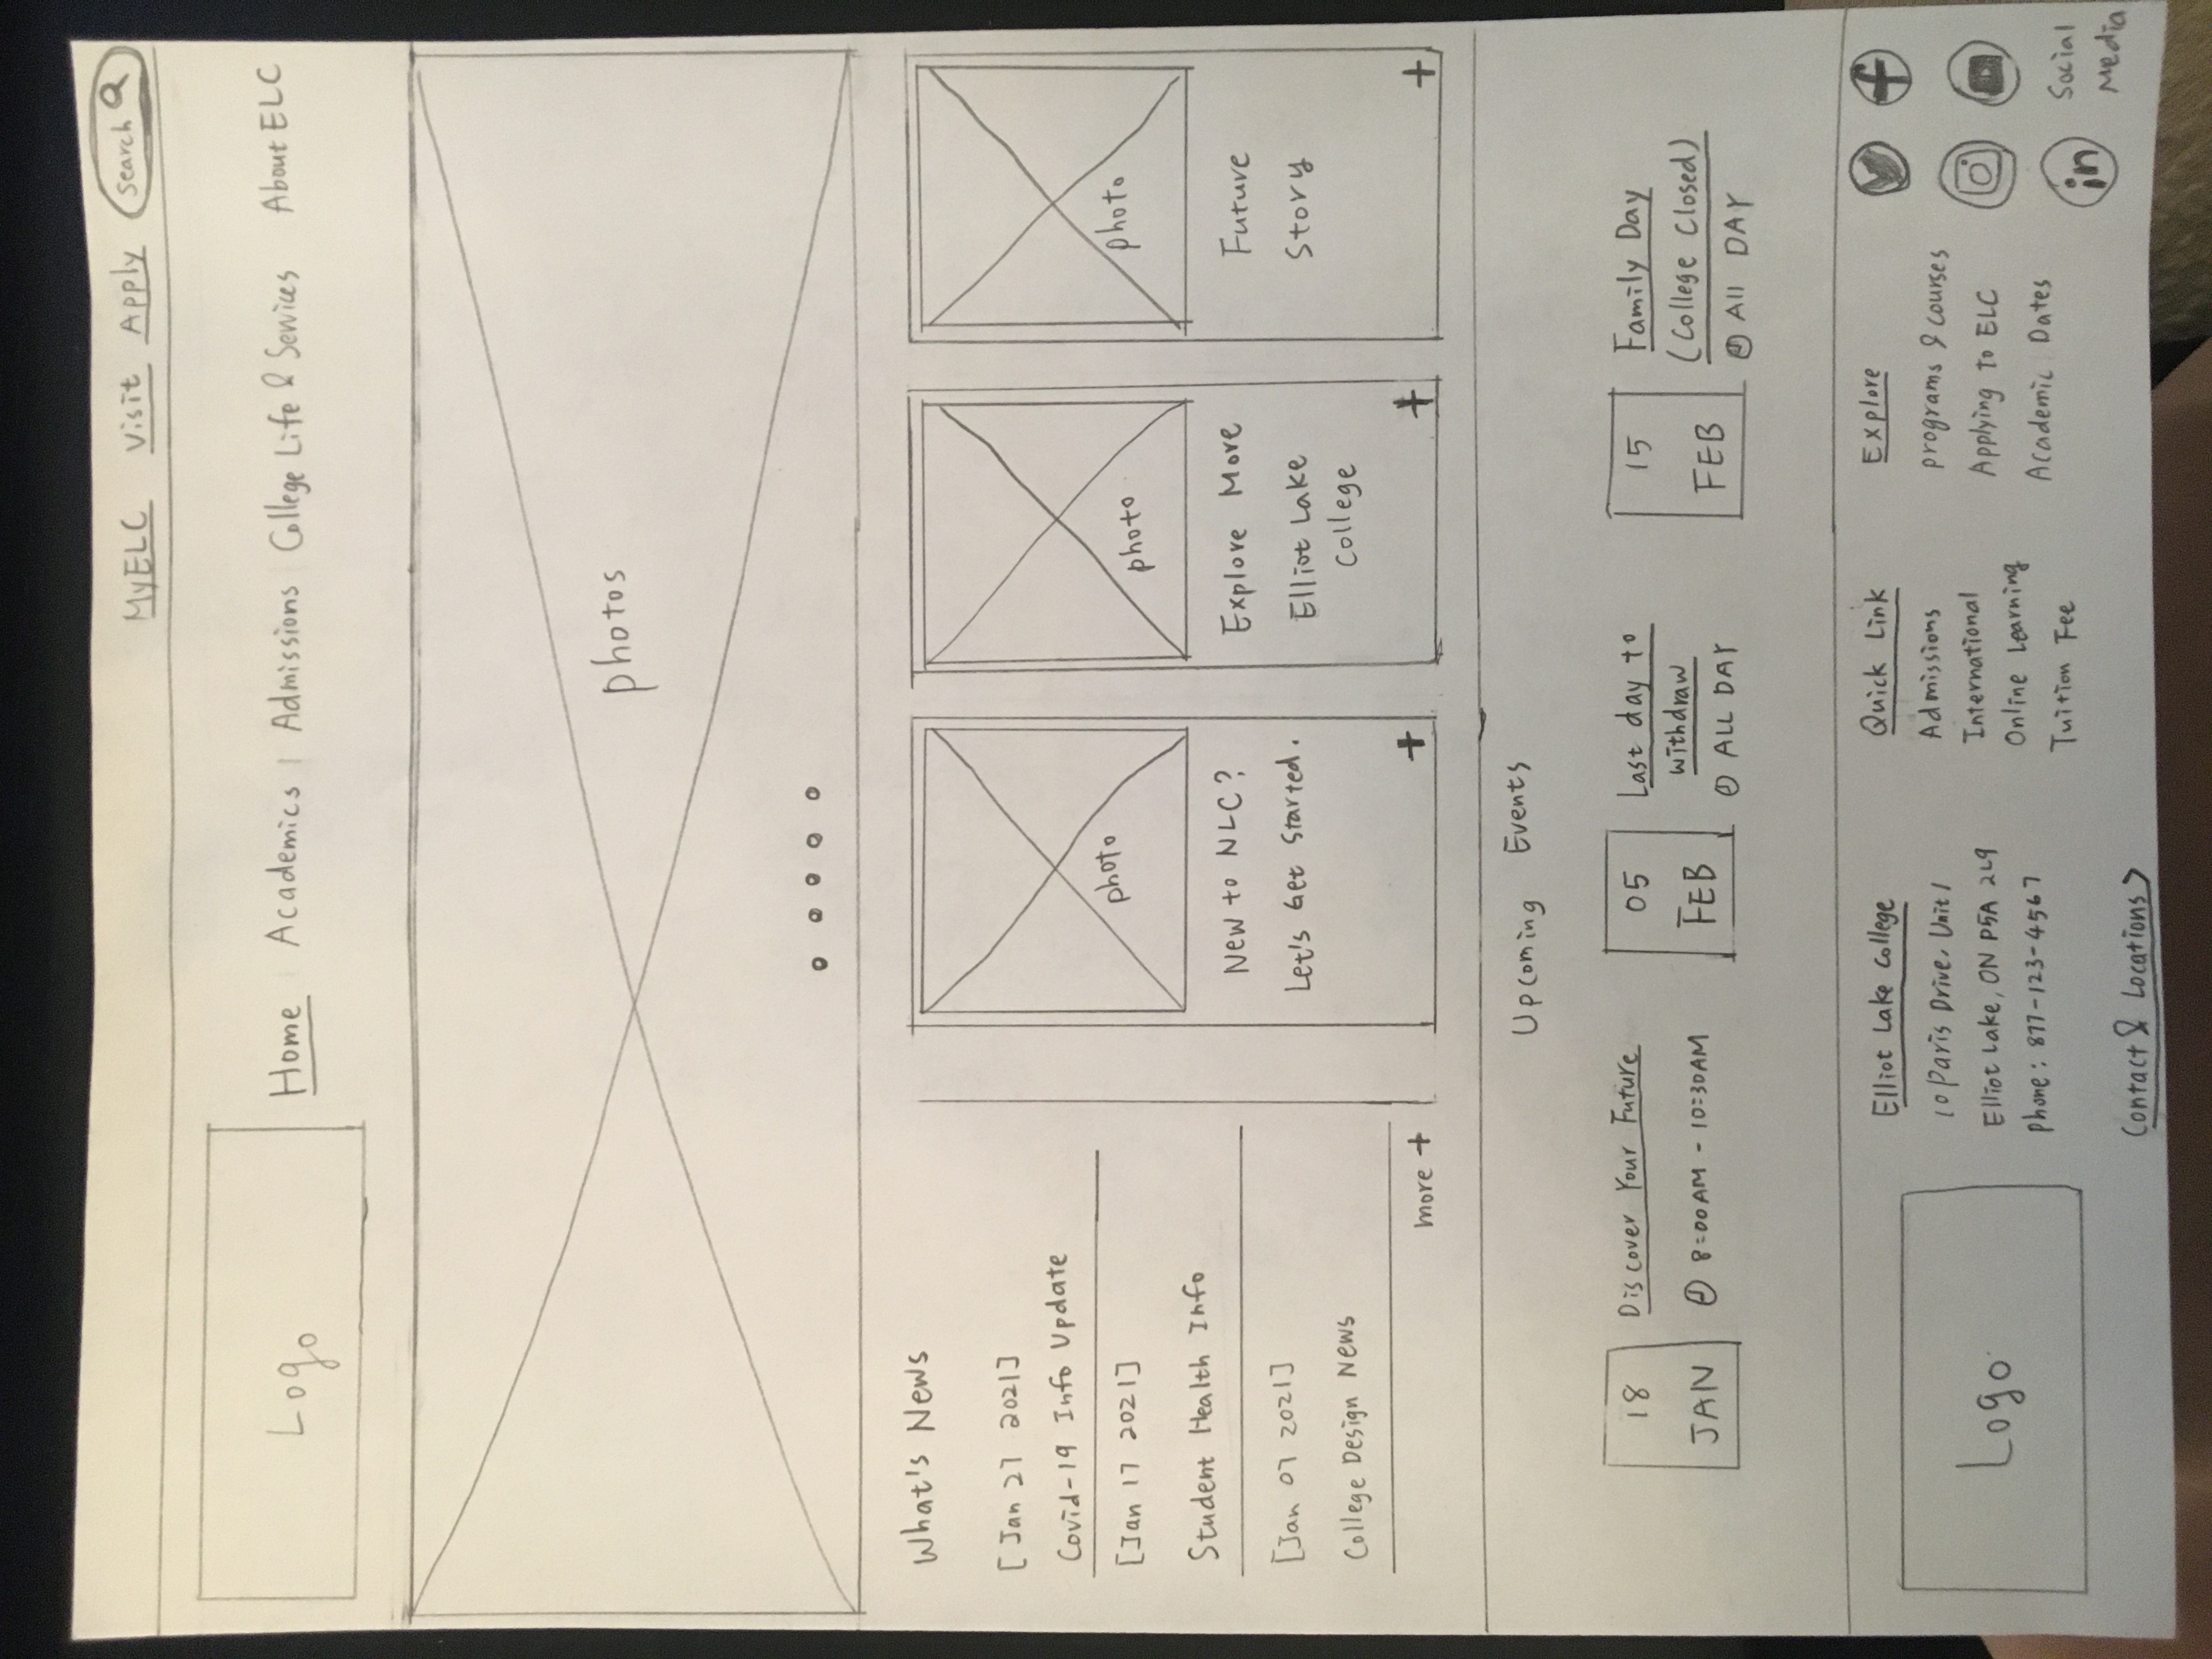 MyELC Visit Apply Search
Logo
Home Academics Admissions College Life & Services About ELC
photos
What's News
[Jan 27 2021]
Covid-19 Info Update
[Jan 17 2021]
Student Health Info
[Jan 07 2021]
College Design News
more +
photo
New to NLC?
Let's Get Started.
+
photo
Explore More
Elliot Lake
College
+
photo
Future
Story
+
Upcoming Events
18
JAN
Discover Your Future
8:00AM - 10:30AM
05
FEB
Last day to
withdraw
ALL DAY
15
FEB
Family Day
(College Closed)
All DAY
Logo
Elliot Lake College
10 Paris Drive, Unit 1
Elliot Lake, ON P5A 2L9
Phone: 877-123-4567
Contact & Locations >
Quick Link
Admissions
International
Online Learning
Tuition Fee
Explore
programs & courses
Applying to ELC
Academic Dates
f
in
Social
Media